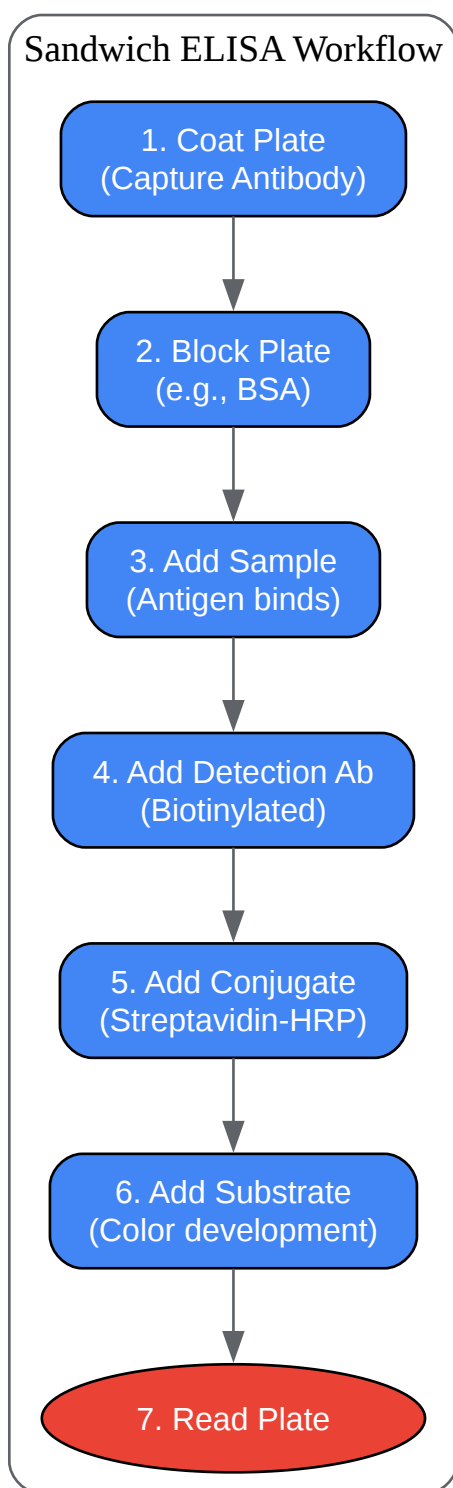 Sandwich ELISA Workflow
1. Coat Plate
(Capture Antibody)
2. Block Plate
(e.g., BSA)
3. Add Sample
(Antigen binds)
4. Add Detection Ab
(Biotinylated)
5. Add Conjugate
(Streptavidin-HRP)
6. Add Substrate
(Color development)
7. Read Plate